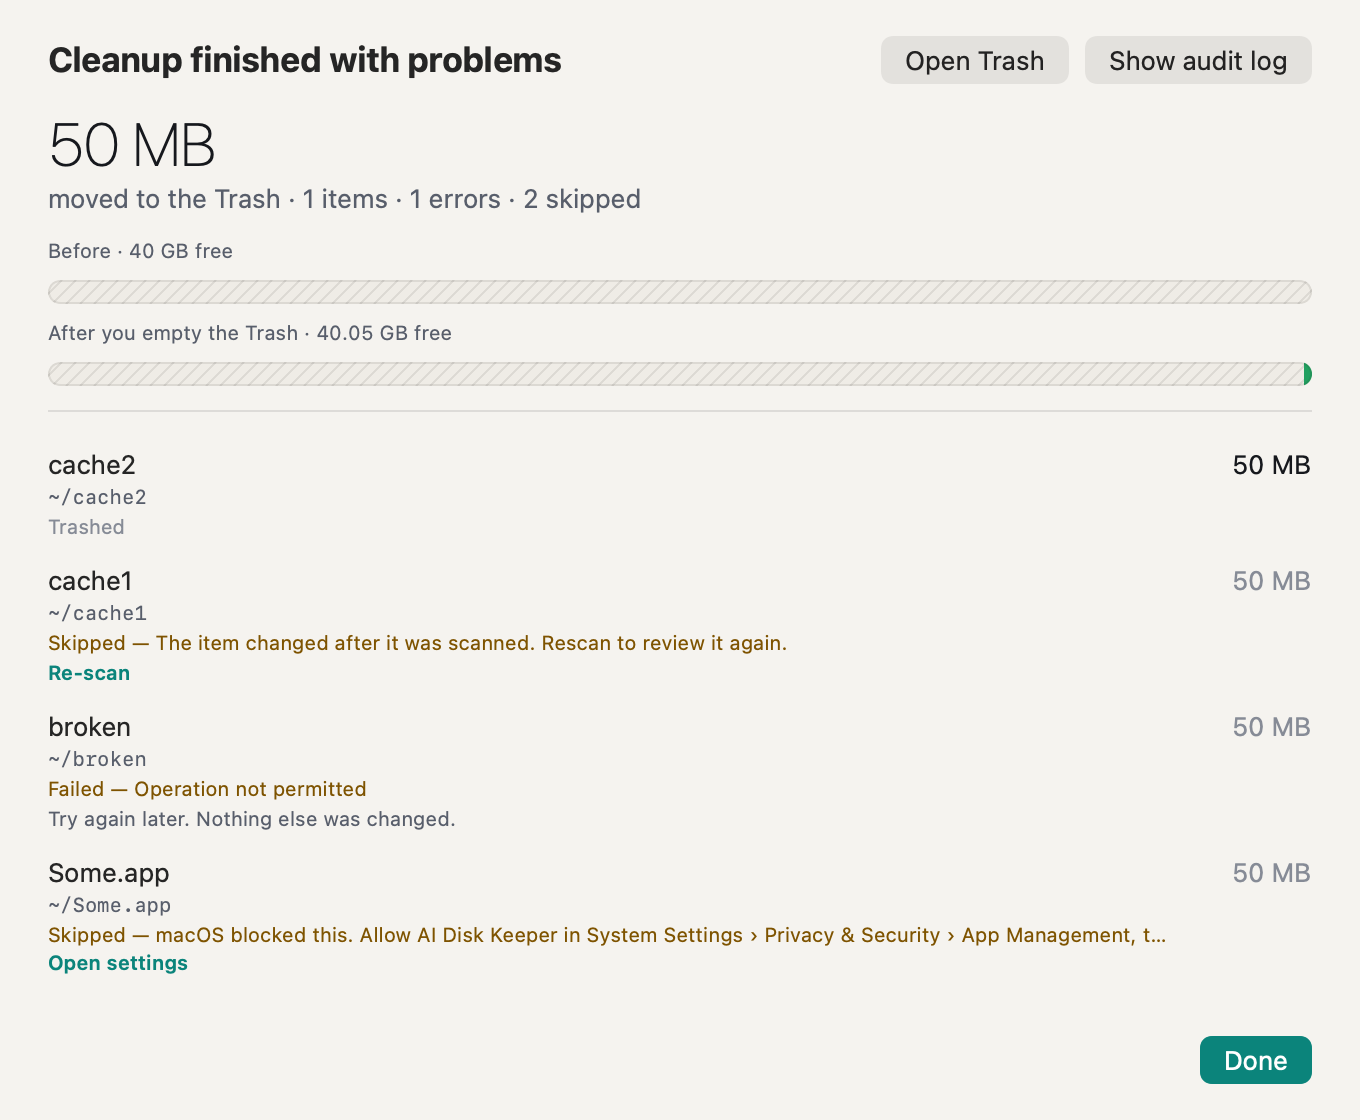 Cleanup finished with problems
Open Trash
Show audit log
50 MB
moved to the Trash · 1 items · 1 errors · 2 skipped
Before · 40 GB free
After you empty the Trash · 40.05 GB free
cache2
50 MB
~/cache2
Trashed
cache1
50 MB
~/cache1
Skipped — The item changed after it was scanned. Rescan to review it again.
Re-scan
broken
50 MB
~/broken
Failed — Operation not permitted
Try again later. Nothing else was changed.
Some.app
50 MB
~/Some.app
Skipped — macOS blocked this. Allow AI Disk Keeper in System Settings › Privacy & Security › App Management, t…
Open settings
Done